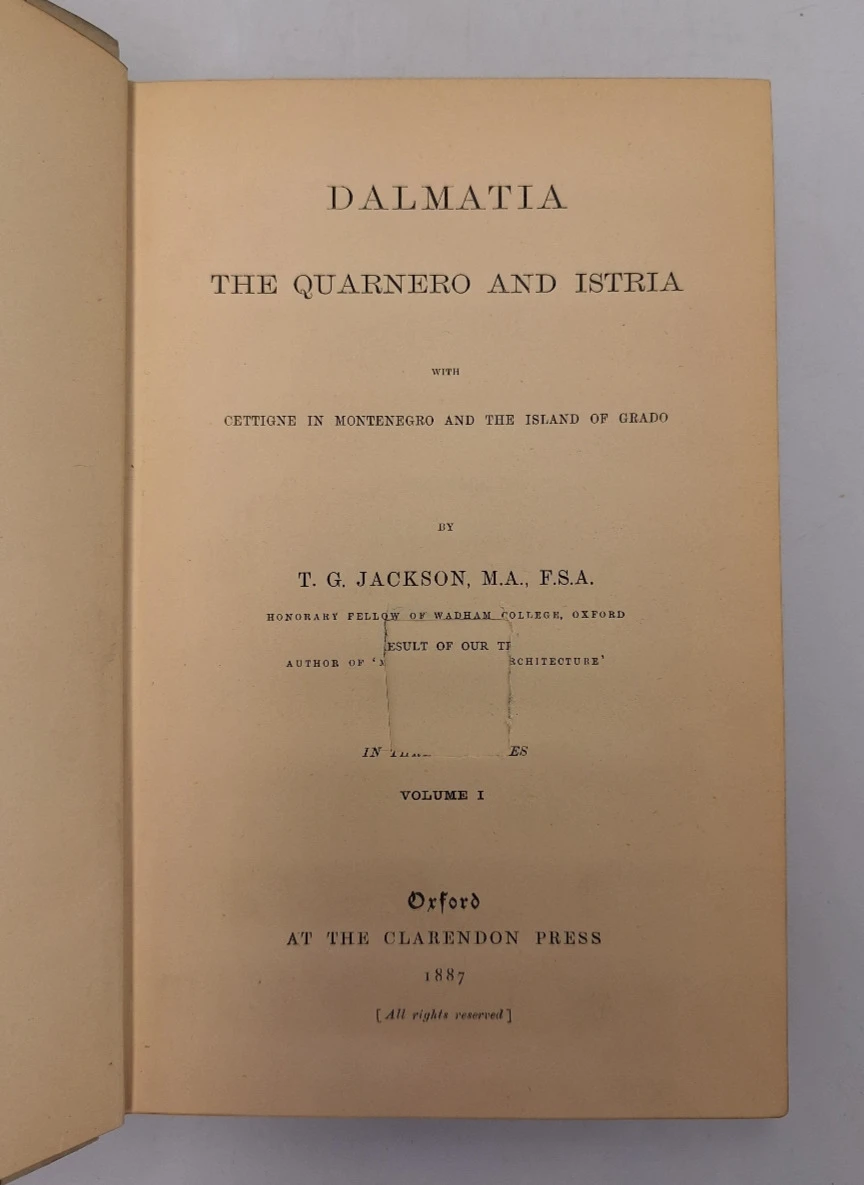 DALMATIA
THE QUARNERO AND ISTRIA
WITH
CETTIGNE IN MONTENEGRO AND THE ISLAND OF GRADO
BY
T. G. JACKSON, M.A., F.S.A.
HONORARY FELLOW OF WADHAM COLLEGE, OXFORD
ESULT OF OUR
AUTHOR OF ‘ RCHITECTURE’
IN ES
VOLUME I
Oxford
AT THE CLARENDON PRESS
1887
[All rights reserved]